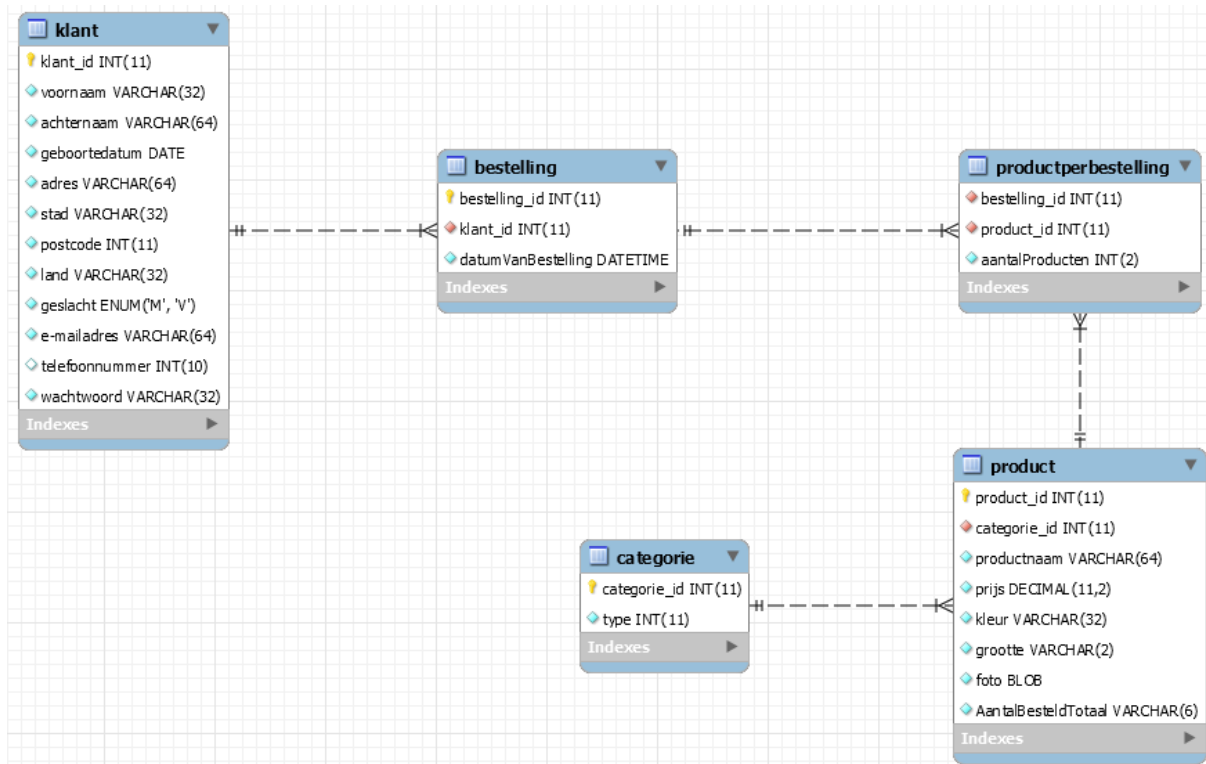 klant
klant_id INT(11)
voornaam VARCHAR(32)
achternaam VARCHAR(64)
geboortedatum DATE
adres VARCHAR(64)
stad VARCHAR(32)
postcode INT(11)
land VARCHAR(32)
geslacht ENUM('M', 'V')
e-mailadres VARCHAR(64)
telefoonnummer INT(10)
wachtwoord VARCHAR(32)
Indexes
bestelling
bestelling_id INT(11)
klant_id INT(11)
datumVanBestelling DATETIME
Indexes
productperbestelling
bestelling_id INT(11)
product_id INT(11)
aantalProducten INT(2)
Indexes
categorie
categorie_id INT(11)
type INT(11)
Indexes
product
product_id INT(11)
categorie_id INT(11)
productnaam VARCHAR(64)
prijs DECIMAL(11,2)
kleur VARCHAR(32)
grootte VARCHAR(2)
foto BLOB
AantalBesteldTotaal VARCHAR(6)
Indexes